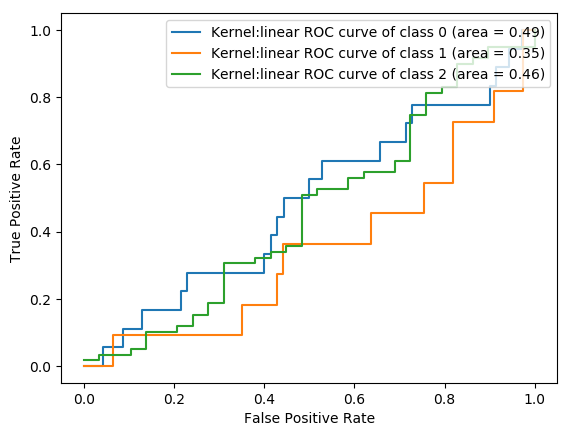 Kernel:linear ROC curve of class 0 (area = 0.49)
Kernel:linear ROC curve of class 1 (area = 0.35)
Kernel:linear ROC curve of class 2 (area = 0.46)
1.0
0.8
0.6
0.4
0.2
0.0
True Positive Rate
0.0 0.2 0.4 0.6 0.8 1.0
False Positive Rate